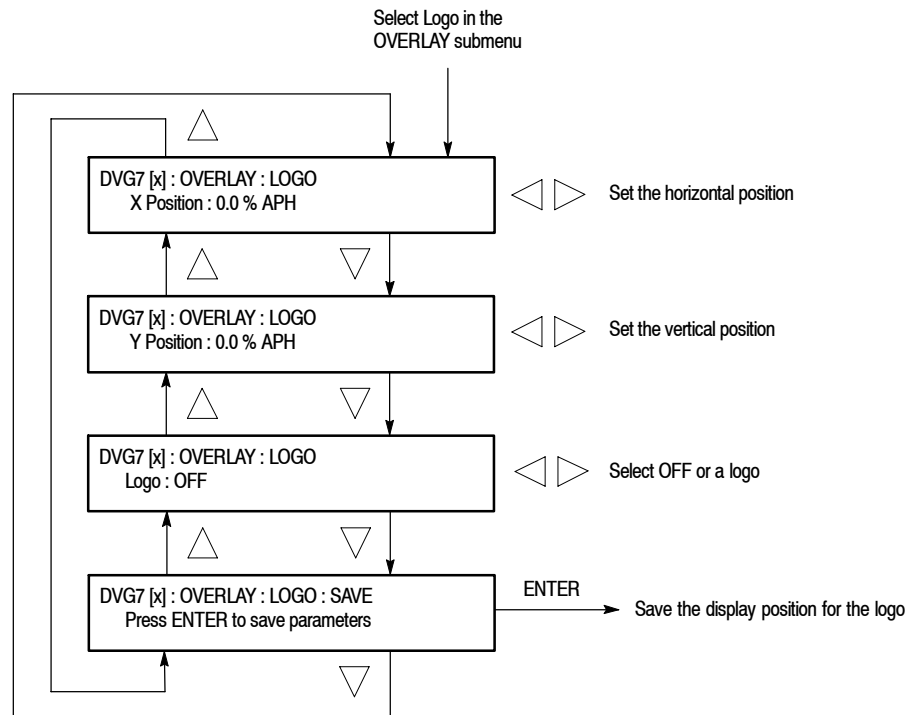 Select Logo in the
OVERLAY submenu
DVG7 [x] : OVERLAY : LOGO
X Position : 0.0 % APH
Set the horizontal position
DVG7 [x] : OVERLAY : LOGO
Y Position : 0.0 % APH
Set the vertical position
DVG7 [x] : OVERLAY : LOGO
Logo : OFF
Select OFF or a logo
DVG7 [x] : OVERLAY : LOGO : SAVE
Press ENTER to save parameters
ENTER
Save the display position for the logo